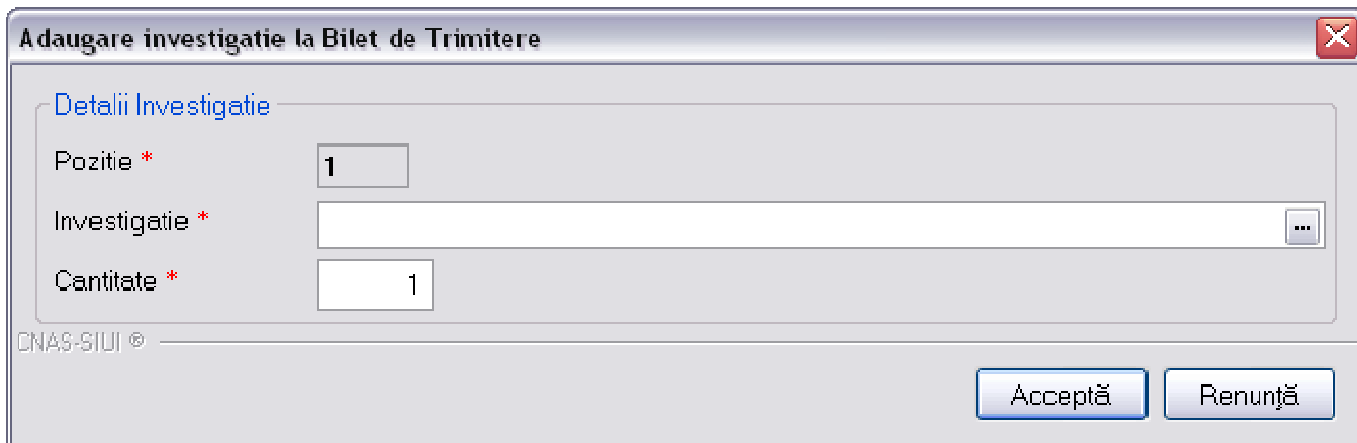 Adaugare investigatie la Bilet de Trimitere
Detalii Investigatie
Pozitie * 1
Investigatie * ...
Cantitate * 1
CNAS-SIUI ®
Acceptă Renunţă